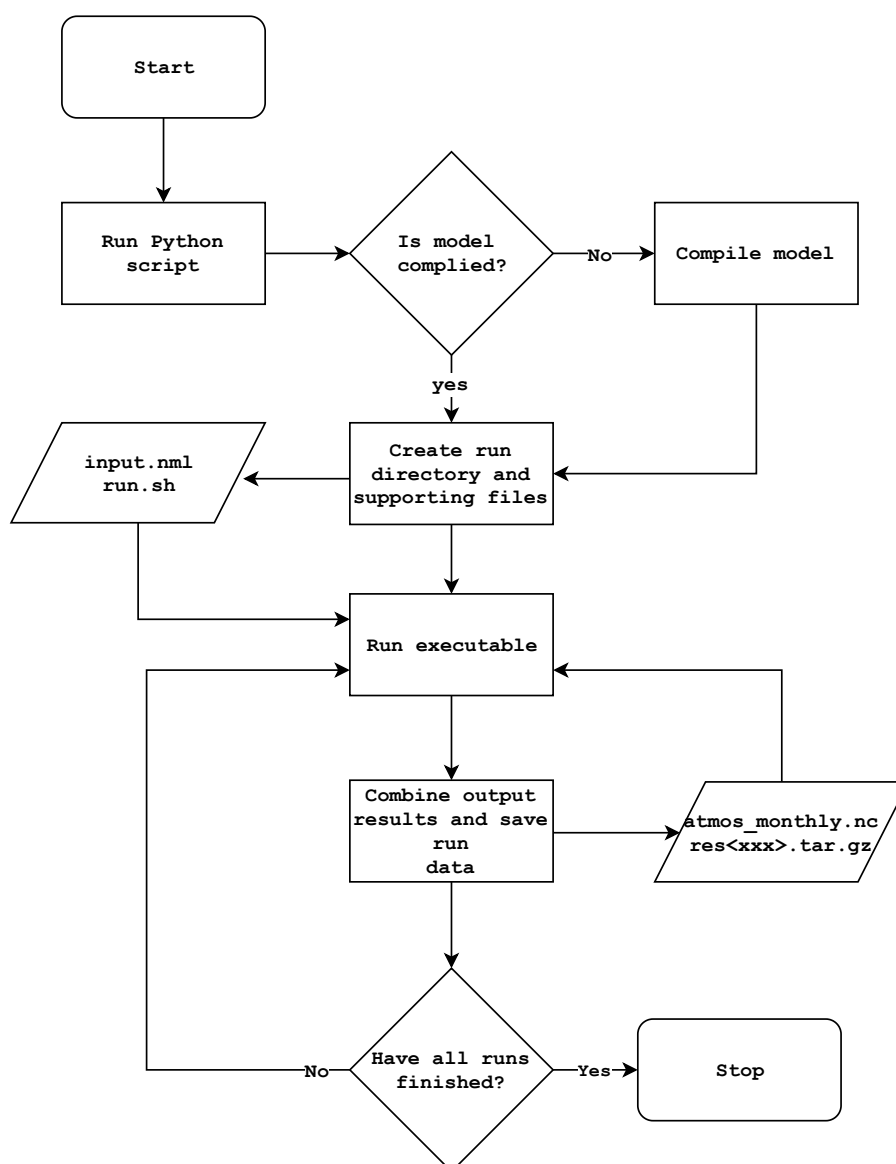 Start
Run Python
script
Is model
complied?
No
Compile model
yes
input.nml
run.sh
Create run
directory and
supporting files
Run executable
Combine output
results and save
run
data
atmos_monthly.nc
res<xxx>.tar.gz
Have all runs
finished?
No
Yes
Stop